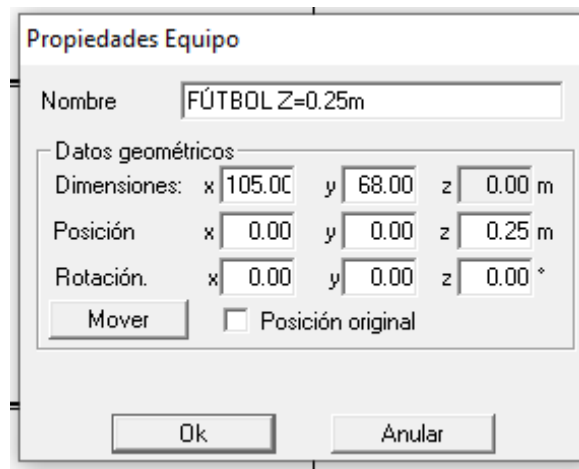 Propiedades Equipo
Nombre FÚTBOL Z=0.25m
Datos geométricos
Dimensiones: x 105.00 y 68.00 z 0.00 m
Posición x 0.00 y 0.00 z 0.25 m
Rotación. x 0.00 y 0.00 z 0.00 °
Mover Posición original
Ok Anular